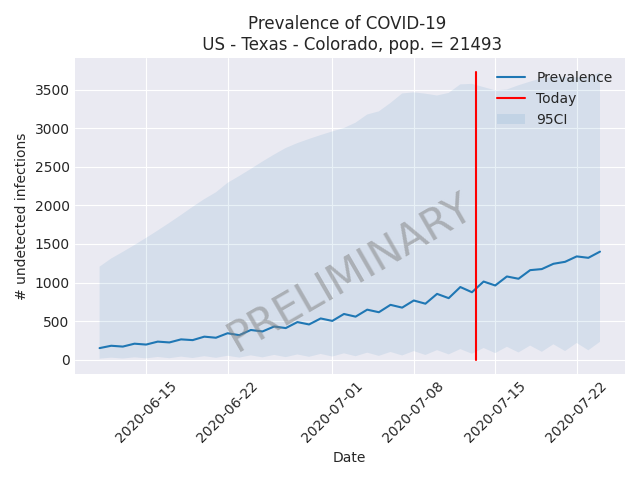 Prevalence of COVID-19
US - Texas - Colorado, pop. = 21493
# undetected infections
3500
3000
2500
2000
1500
1000
500
0
Prevalence
Today
95CI
PRELIMINARY
2020-06-15
2020-06-22
2020-07-01
2020-07-08
2020-07-15
2020-07-22
Date